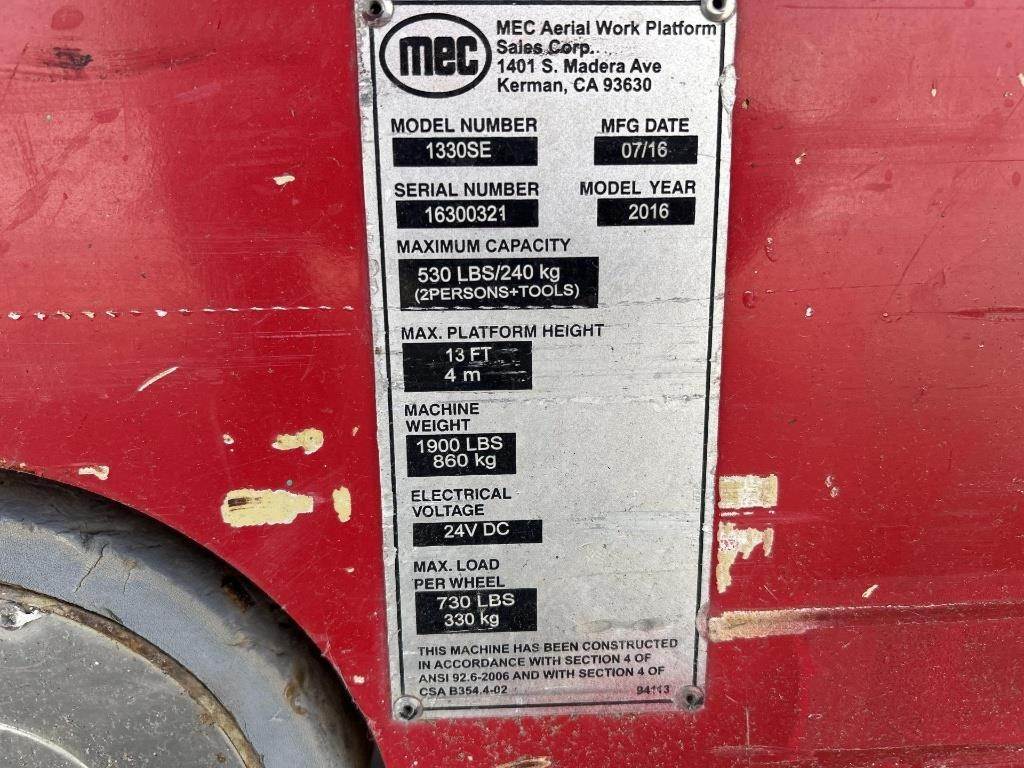 mec
MEC Aerial Work Platform
Sales Corp.
1401 S. Madera Ave
Kerman, CA 93630
MODEL NUMBER
1330SE
MFG DATE
07/16
SERIAL NUMBER
16300321
MODEL YEAR
2016
MAXIMUM CAPACITY
530 LBS/240 kg
(2PERSONS+TOOLS)
MAX. PLATFORM HEIGHT
13 FT
4 m
MACHINE
WEIGHT
1900 LBS
860 kg
ELECTRICAL
VOLTAGE
24V DC
MAX. LOAD
PER WHEEL
730 LBS
330 kg
THIS MACHINE HAS BEEN CONSTRUCTED
IN ACCORDANCE WITH SECTION 4 OF
ANSI 92.6-2006 AND WITH SECTION 4 OF
CSA B354.4-02
94113